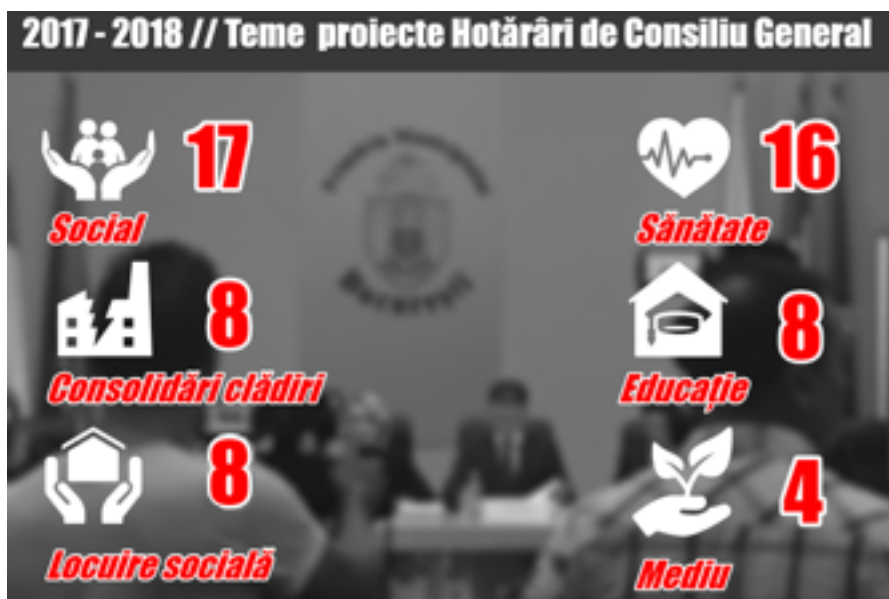 2017 - 2018 // Teme proiecte Hotărâri de Consiliu General
17
Social
16
Sănătate
8
Consolidări clădiri
8
Educație
8
Locuire socială
4
Mediu
București